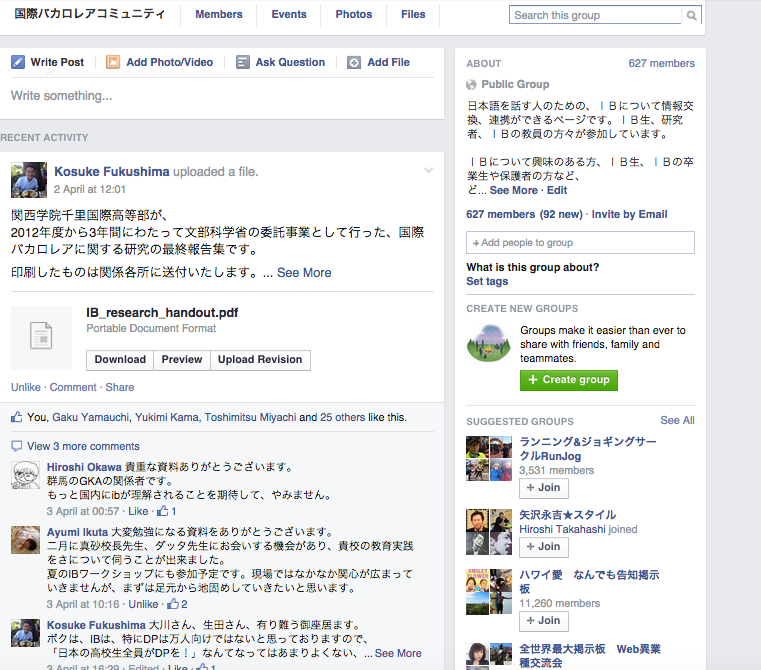 国際バカロレアコミュニティ
Members
Events
Photos
Files
Search this group
Write Post
Add Photo/Video
Ask Question
Add File
Write something...
RECENT ACTIVITY
Kosuke Fukushima uploaded a file.
2 April at 12:01
関西学院千里国際高等部が、
2012年度から3年間にわたって文部科学省の委託事業として行った、国際
バカロレアに関する研究の最終報告集です。
印刷したものは関係各所に送付いたします。... See More
IB_research_handout.pdf
Portable Document Format
Download
Preview
Upload Revision
Unlike · Comment · Share
You, Gaku Yamauchi, Yukimi Kama, Toshimitsu Miyachi and 25 others like this.
View 3 more comments
Hiroshi Okawa 貴重な資料ありがとうございます。
群馬のGKAの関係者です。
もっと国内にibが理解されることを期待して、やみません。
3 April at 00:57 · Like · 1
Ayumi Ikuta 大変勉強になる資料をありがとうございます。
二月に真砂校長先生、ダッタ先生にお会いする機会があり、貴校の教育実践
をさについて伺うことが出来ました。
夏のIBワークショップにも参加予定です。現場ではなかなか関心が広まって
いきませんが、まずは足元から地固めしていきたいと思います。
3 April at 10:16 · Unlike · 2
Kosuke Fukushima 大川さん、生田さん、有り難う御座居ます。
ボクは、IBは、特にDPは万人向けではないと思っておりますので、
「日本の高校生全員がDPを！」なんてなってはあまりよくない、... See More
3 April at 16:29 · Edited · Like · 1
ABOUT
627 members
Public Group
日本語を話す人のための、ＩＢについて情報交
換、連携ができるページです。ＩＢ生、研究
者、ＩＢの教員の方々が参加しています。
ＩＢについて興味のある方、ＩＢ生、ＩＢの卒
業生や保護者の方など、
ど... See More · Edit
627 members (92 new) · Invite by Email
+ Add people to group
What is this group about?
Set tags
CREATE NEW GROUPS
Groups make it easier than ever to
share with friends, family and
teammates.
+ Create group
SUGGESTED GROUPS
See All
ランニング&ジョギングサー
クルRunJog
3,531 members
+ Join
矢沢永吉★スタイル
Hiroshi Takahashi joined
+ Join
ハワイ愛　なんでも告知掲示
板
11,260 members
+ Join
全世界最大掲示板　Web異業
種交流会